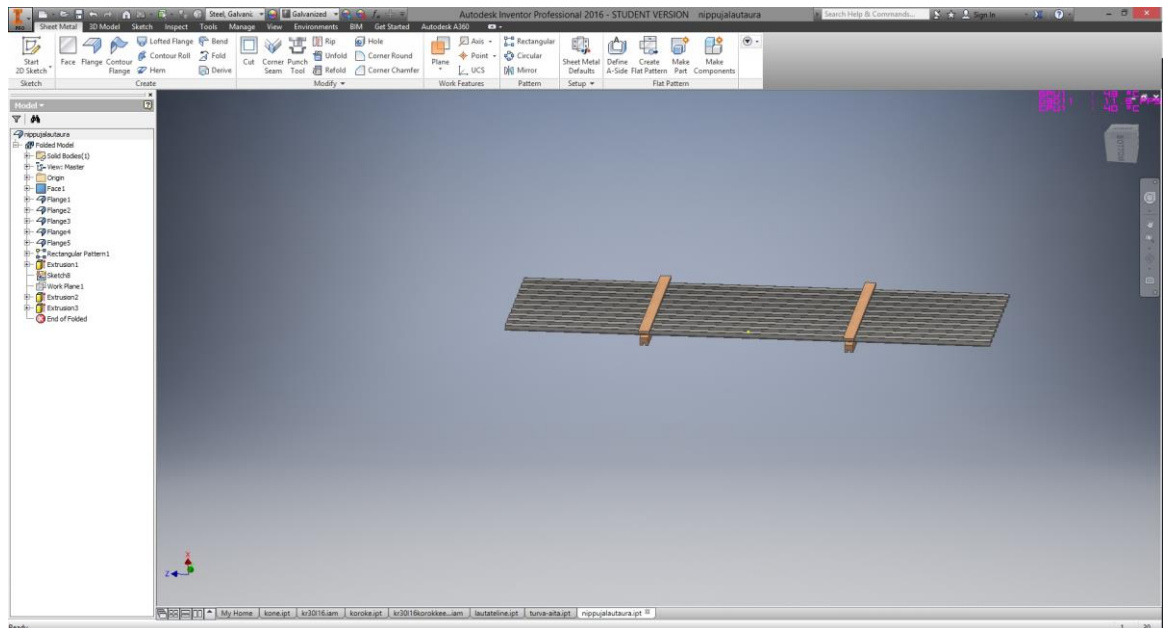 Steel, Galvanic Galvanized Autodesk Inventor Professional 2016 - STUDENT VERSION nippujalautaura Search Help & Commands... Sign In
PRO Sheet Metal 3D Model Sketch Inspect Tools Manage View Environments BIM Get Started Autodesk A360
Start 2D Sketch Face Flange Contour Flange Lofted Flange Contour Roll Hem Bend Fold Derive Cut Corner Seam Punch Tool Rip Unfold Refold Hole Corner Round Corner Chamfer Plane Axis Point UCS Rectangular Circular Mirror Sheet Metal Defaults Define A-Side Create Flat Pattern Make Part Make Components
Sketch Create Modify Work Features Pattern Setup Flat Pattern
Model
nippujalautaura
Folded Model
Solid Bodies(1)
View: Master
Origin
Face1
Flange1
Flange2
Flange3
Flange4
Flange5
Rectangular Pattern1
Extrusion1
Sketch8
Work Plane1
Extrusion2
Extrusion3
End of Folded
BOTTOM
X
Z
My Home kone.ipt kr30l16.iam koroke.ipt kr30l16korokkee...iam lautateline.ipt turva-aita.ipt nippujalautaura.ipt
Ready 1 30